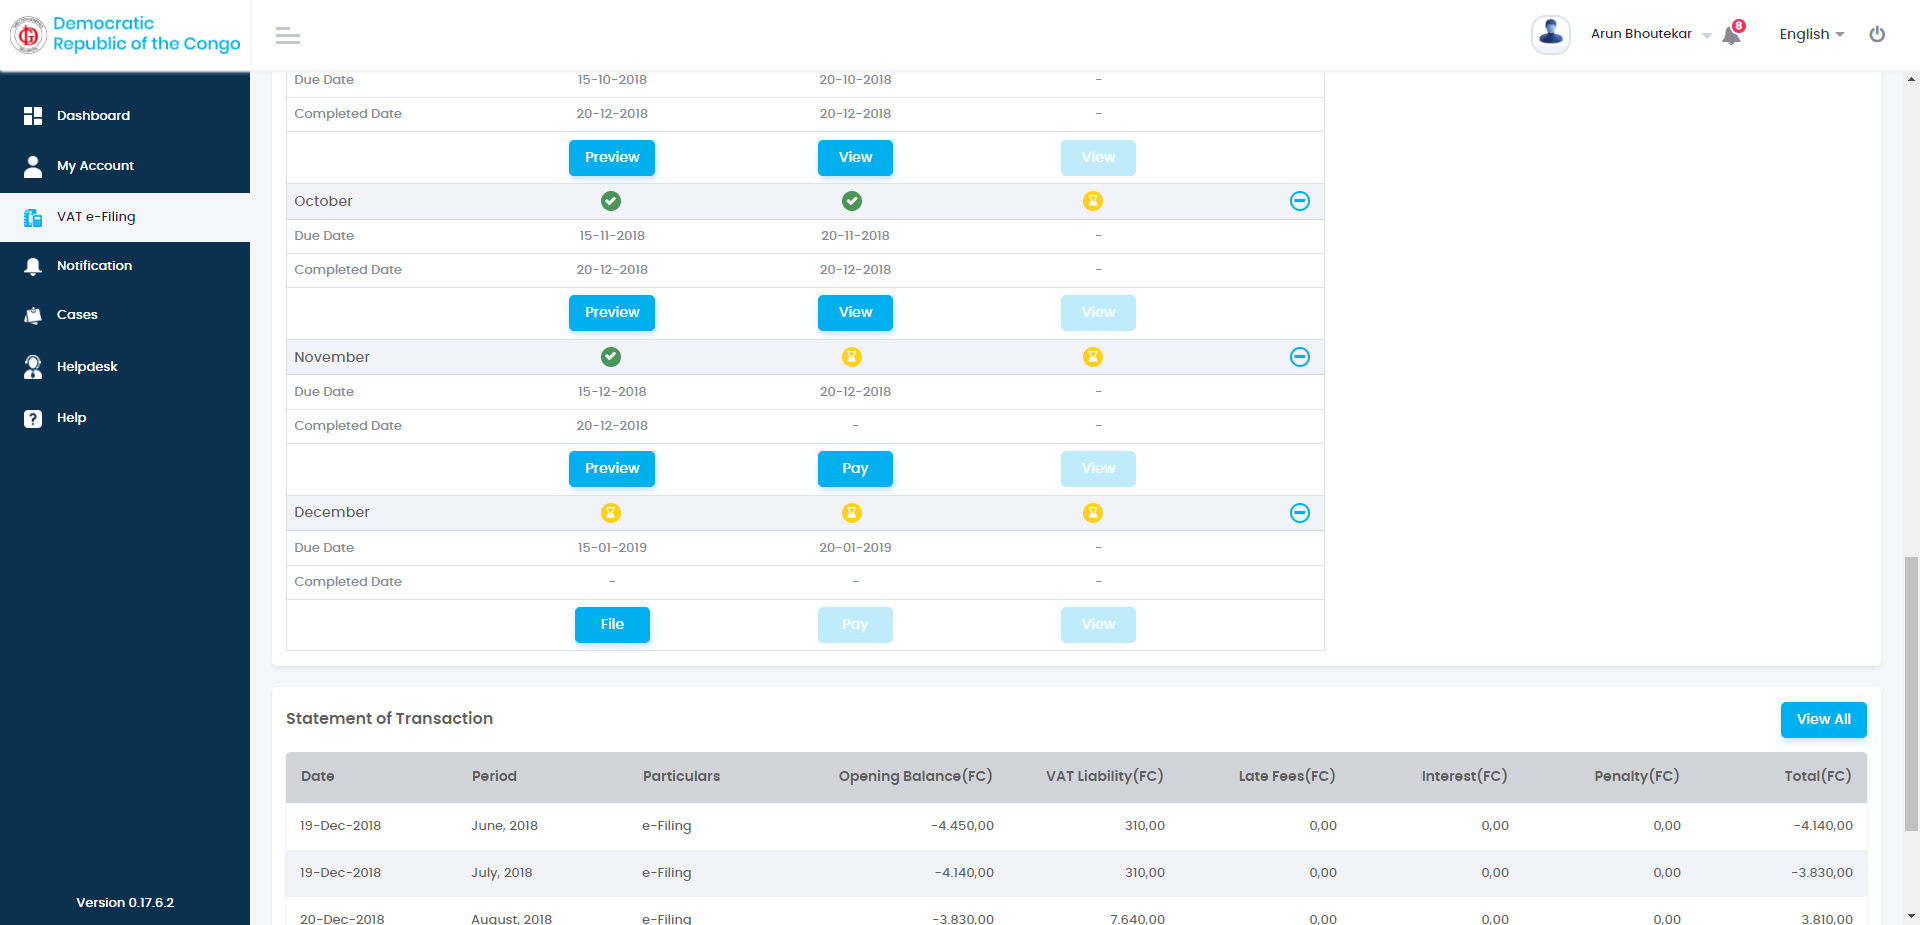 Democratic
Republic of the Congo
Arun Bhoutekar
8
English
Dashboard
My Account
VAT e-Filing
Notification
Cases
Helpdesk
Help
Version 0.17.6.2
Due Date 15-10-2018 20-10-2018 -
Completed Date 20-12-2018 20-12-2018 -
Preview View View
October
Due Date 15-11-2018 20-11-2018 -
Completed Date 20-12-2018 20-12-2018 -
Preview View View
November
Due Date 15-12-2018 20-12-2018 -
Completed Date 20-12-2018 - -
Preview Pay View
December
Due Date 15-01-2019 20-01-2019 -
Completed Date - - -
File Pay View
Statement of Transaction
View All
Date Period Particulars Opening Balance(FC) VAT Liability(FC) Late Fees(FC) Interest(FC) Penalty(FC) Total(FC)
19-Dec-2018 June, 2018 e-Filing -4.450,00 310,00 0,00 0,00 0,00 -4.140,00
19-Dec-2018 July, 2018 e-Filing -4.140,00 310,00 0,00 0,00 0,00 -3.830,00
20-Dec-2018 August, 2018 e-Filing -3.830,00 7.640,00 0,00 0,00 0,00 3.810,00